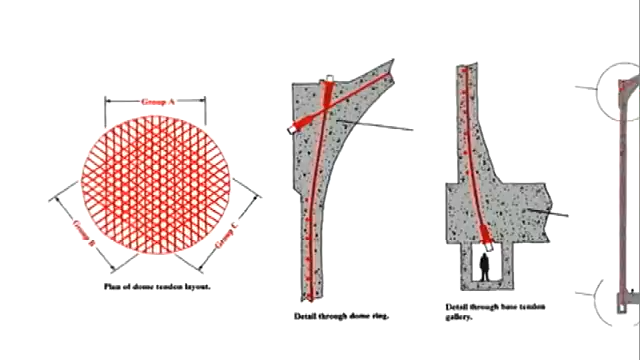 Group A
Group B
Group C
Plan of dome tendon layout.
Detail through dome ring.
Detail through base tendon
gallery.